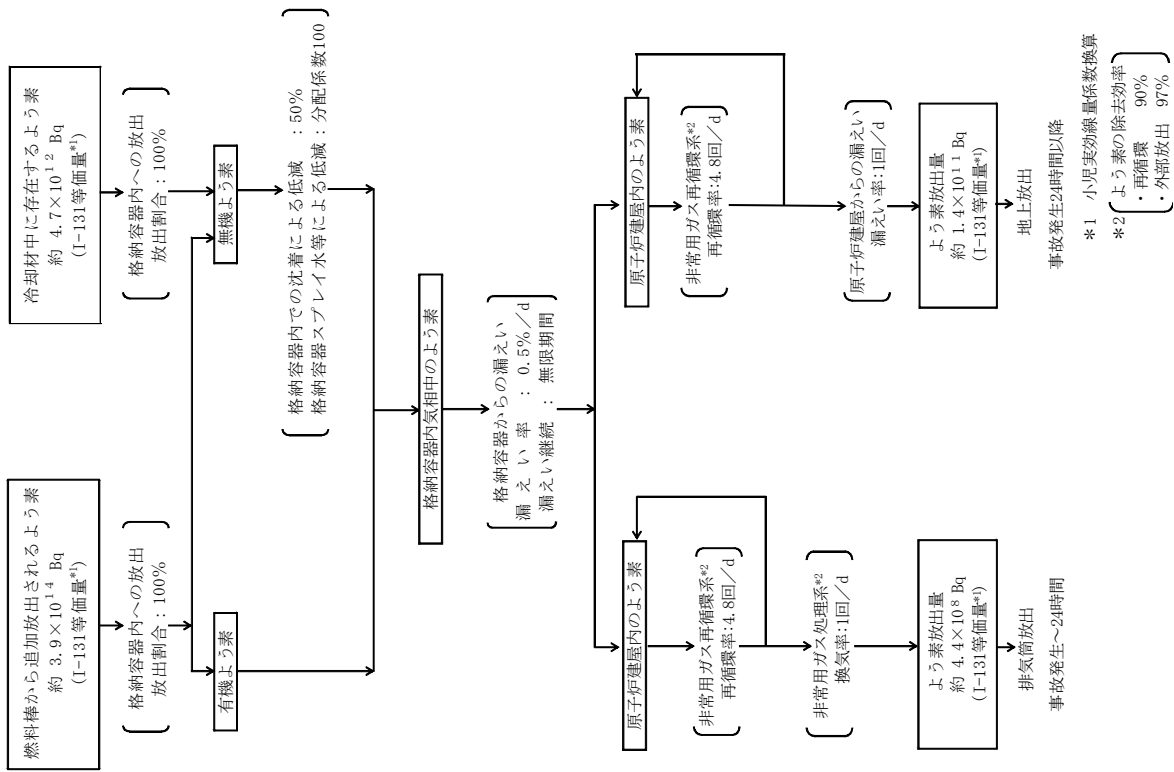 燃料棒から追加放出されるよう素
約 3.9×10¹⁴ Bq
(I-131等価量*1)
格納容器内への放出
放出割合：100%
冷却材中に存在するよう素
約 4.7×10¹² Bq
(I-131等価量*1)
格納容器内への放出
放出割合：100%
有機よう素
無機よう素
格納容器内での沈着による低減 ：50%
格納容器スプレイ水等による低減：分配係数100
格納容器内気相中のよう素
格納容器からの漏えい
漏えい率 ： 0.5%／d
漏えい継続 ： 無限期間
原子炉建屋内のよう素
非常用ガス再循環系*2
再循環率:4.8回／d
非常用ガス処理系*2
換気率:1回／d
よう素放出量
約 4.4×10⁸ Bq
(I-131等価量*1)
排気筒放出
事故発生～24時間
原子炉建屋内のよう素
非常用ガス再循環系*2
再循環率:4.8回／d
原子炉建屋からの漏えい
漏えい率:1回／d
よう素放出量
約 1.4×10¹¹ Bq
(I-131等価量*1)
地上放出
事故発生24時間以降
*1 小児実効線量係数換算
*2 よう素の除去効率
・再循環 90%
・外部放出 97%